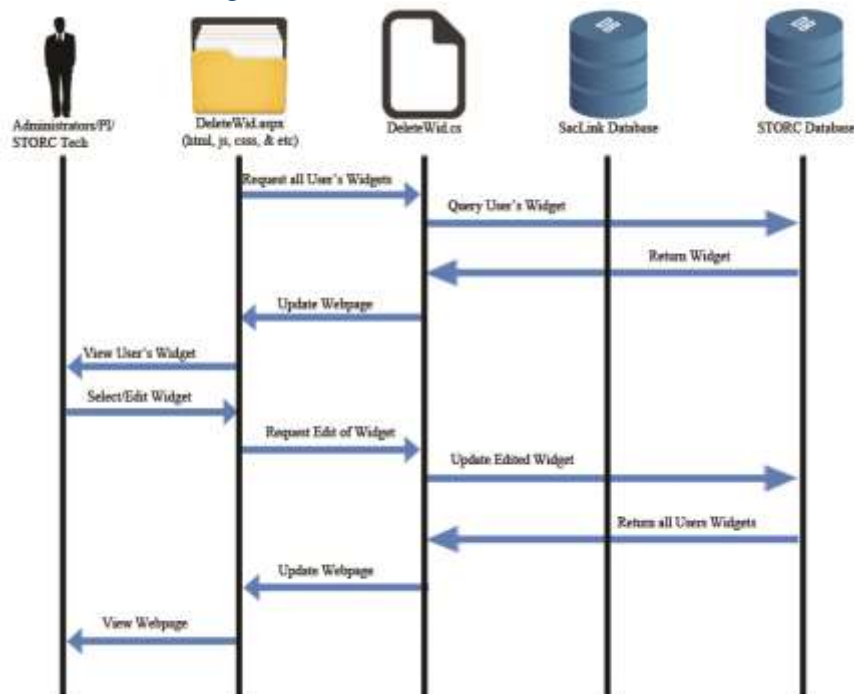 Administrators/PI/
STORC Tech
DeleteWid.aspx
(html, js, csss, & etc)
DeleteWid.cs
SacLink Database
STORC Database
Request all User's Widgets
Query User's Widget
Return Widget
Update Webpage
View User's Widget
Select/Edit Widget
Request Edit of Widget
Update Edited Widget
Return all Users Widgets
Update Webpage
View Webpage